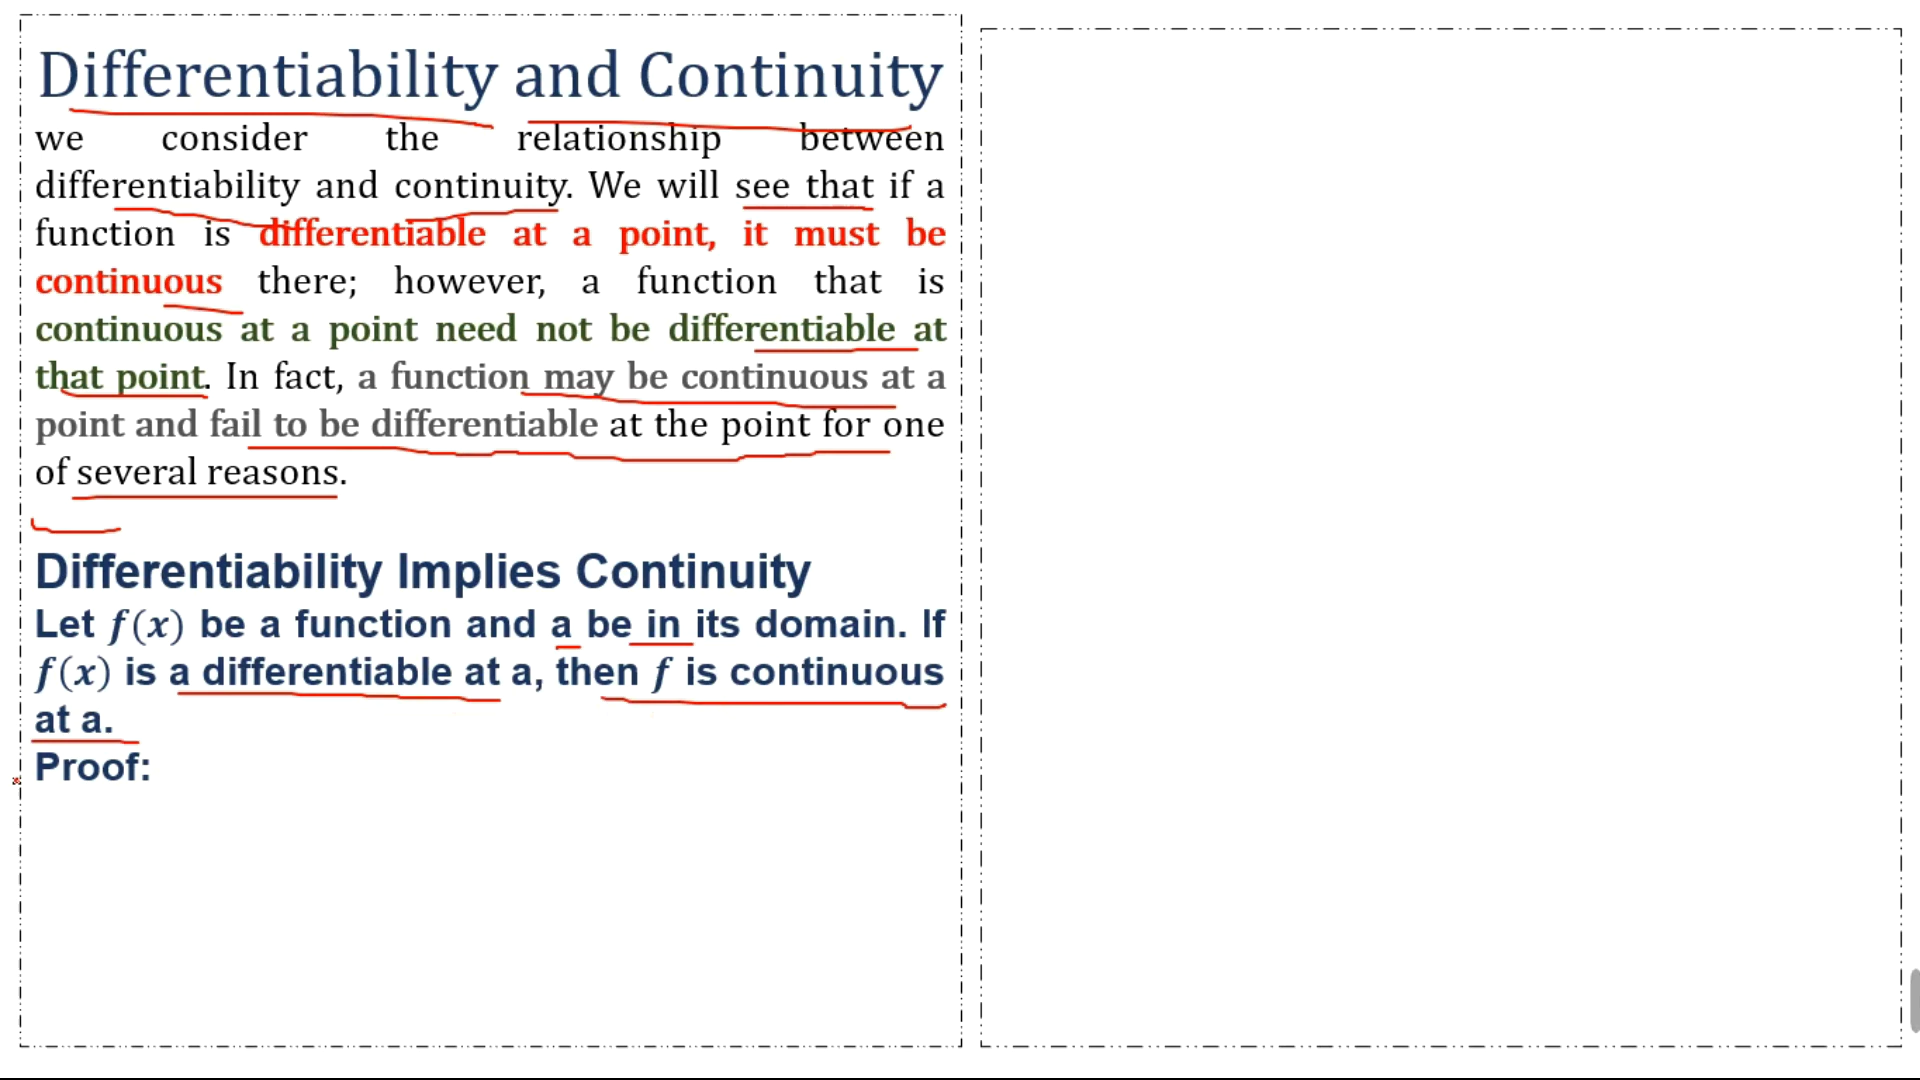 Differentiability and Continuity
we consider the relationship between
differentiability and continuity. We will see that if a
function is differentiable at a point, it must be
continuous there; however, a function that is
continuous at a point need not be differentiable at
that point. In fact, a function may be continuous at a
point and fail to be differentiable at the point for one
of several reasons.
Differentiability Implies Continuity
Let f(x) be a function and a be in its domain. If
f(x) is a differentiable at a, then f is continuous
at a.
Proof: